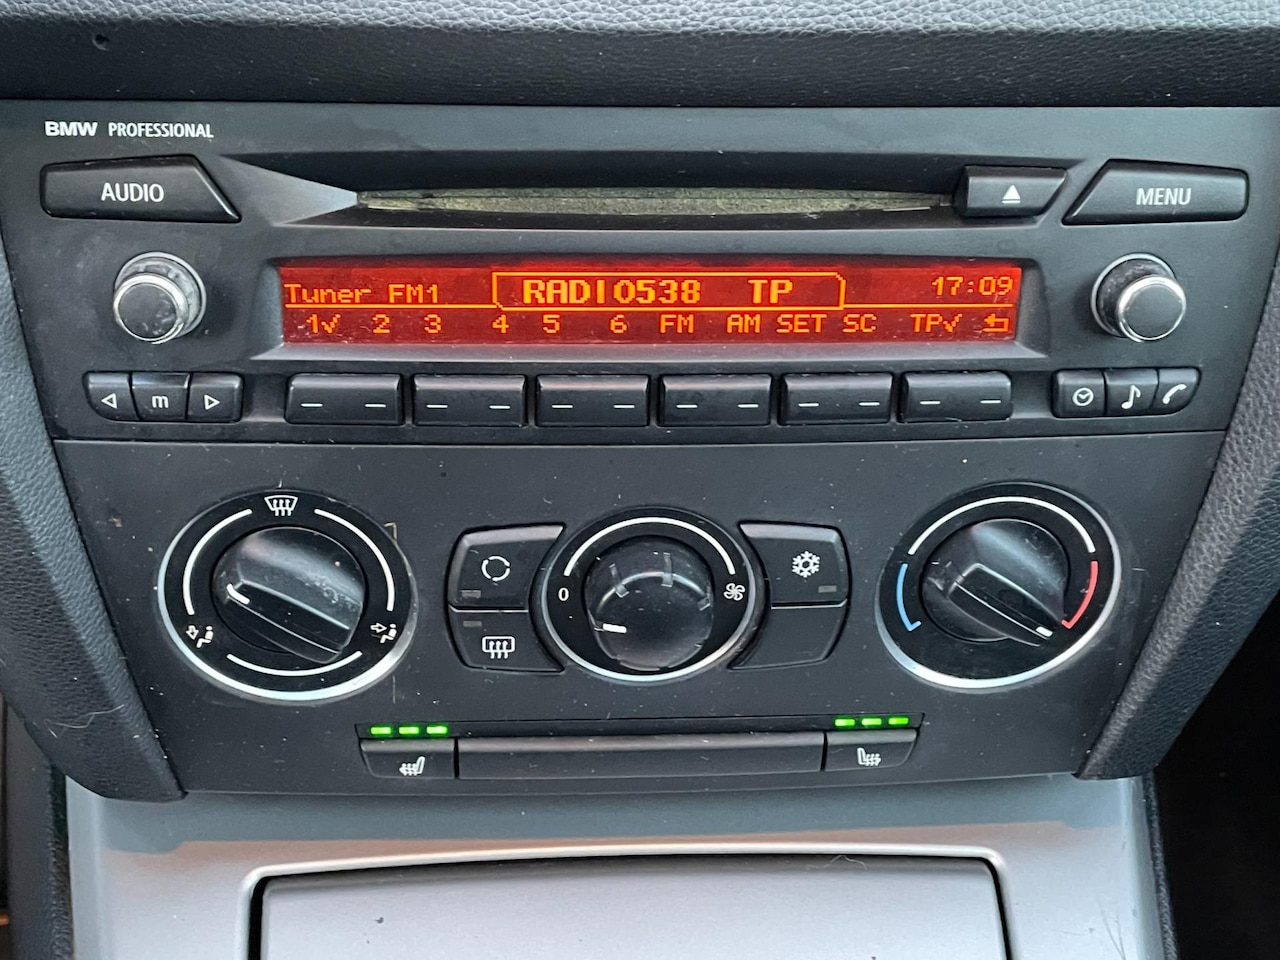 BMW PROFESSIONAL
AUDIO
MENU
Tuner FM1 RADIO538 TP 17:09
1✓ 2 3 4 5 6 FM AM SET SC TP✓
m
0